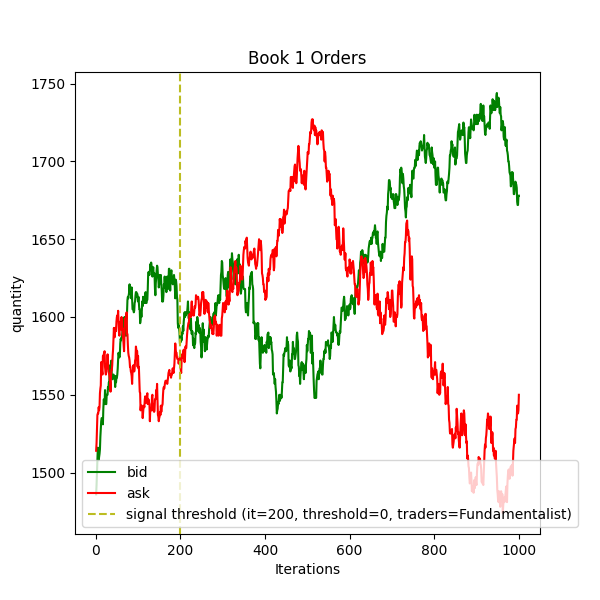 Book 1 Orders
quantity
1750
1700
1650
1600
1550
1500
bid
ask
signal threshold (it=200, threshold=0, traders=Fundamentalist)
0 200 400 600 800 1000
Iterations